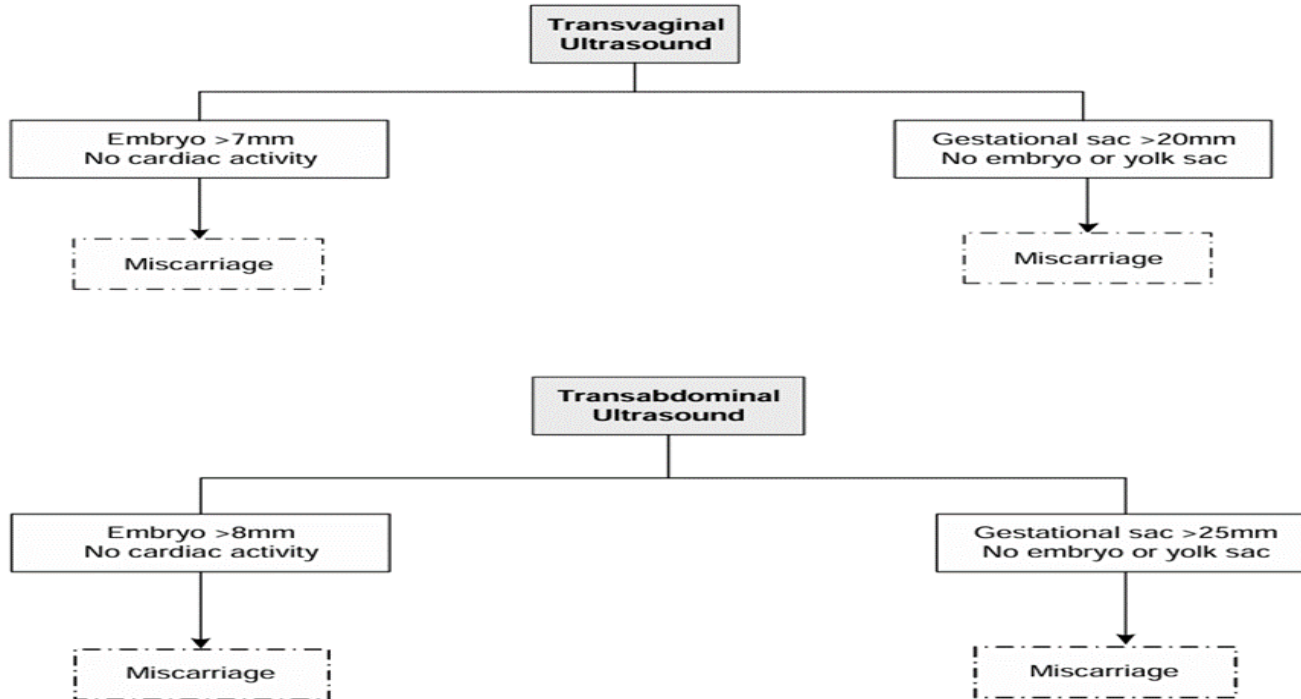 Transvaginal
Ultrasound
Embryo >7mm
No cardiac activity
Gestational sac >20mm
No embryo or yolk sac
Miscarriage
Miscarriage
Transabdominal
Ultrasound
Embryo >8mm
No cardiac activity
Gestational sac >25mm
No embryo or yolk sac
Miscarriage
Miscarriage